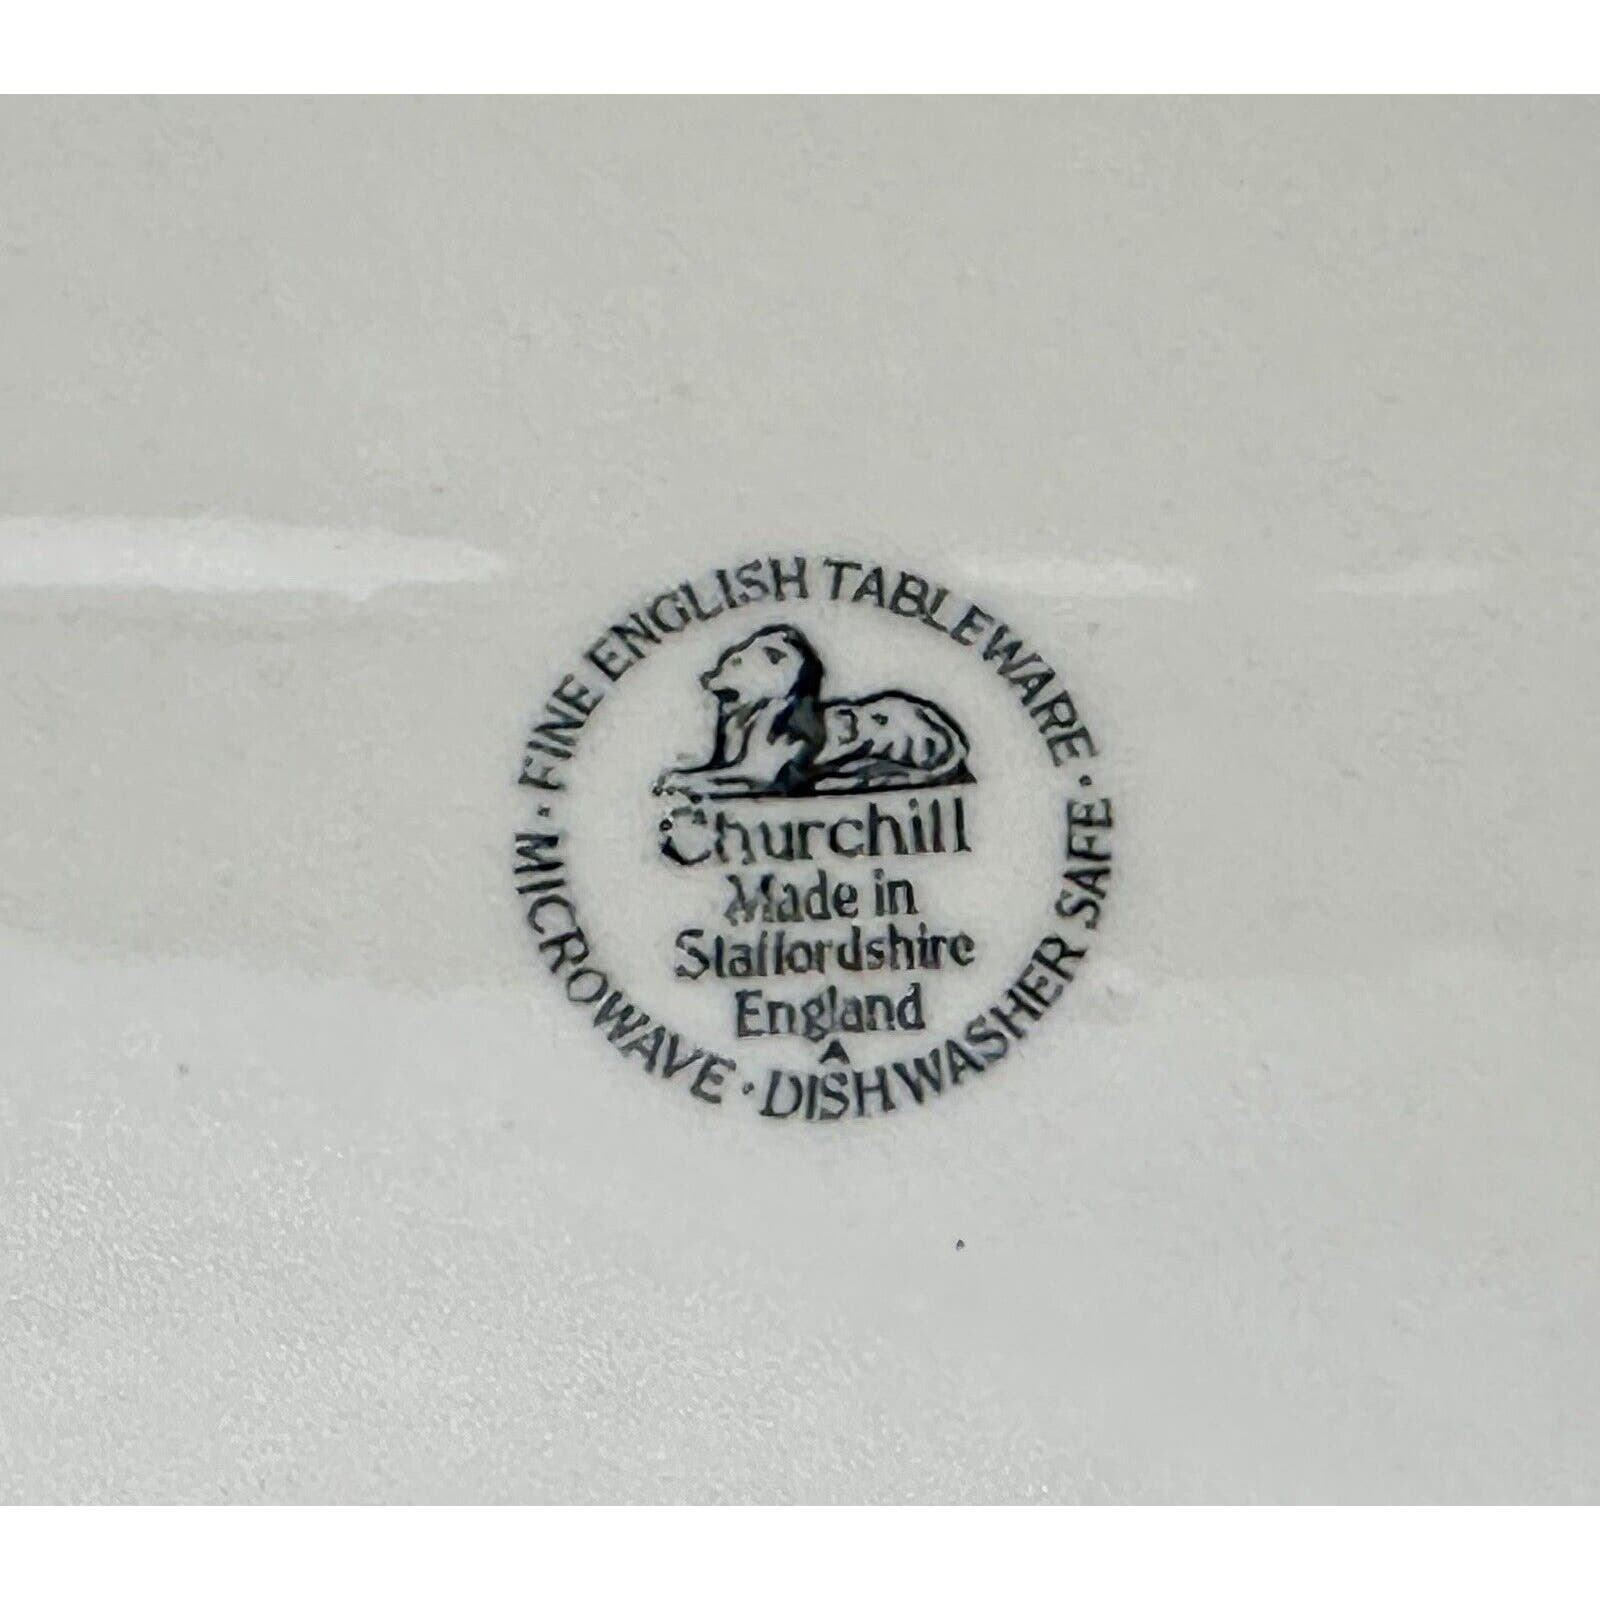 · FINE ENGLISH TABLEWARE ·
Churchill
Made in
Staffordshire
England
MICROWAVE · DISHWASHER SAFE